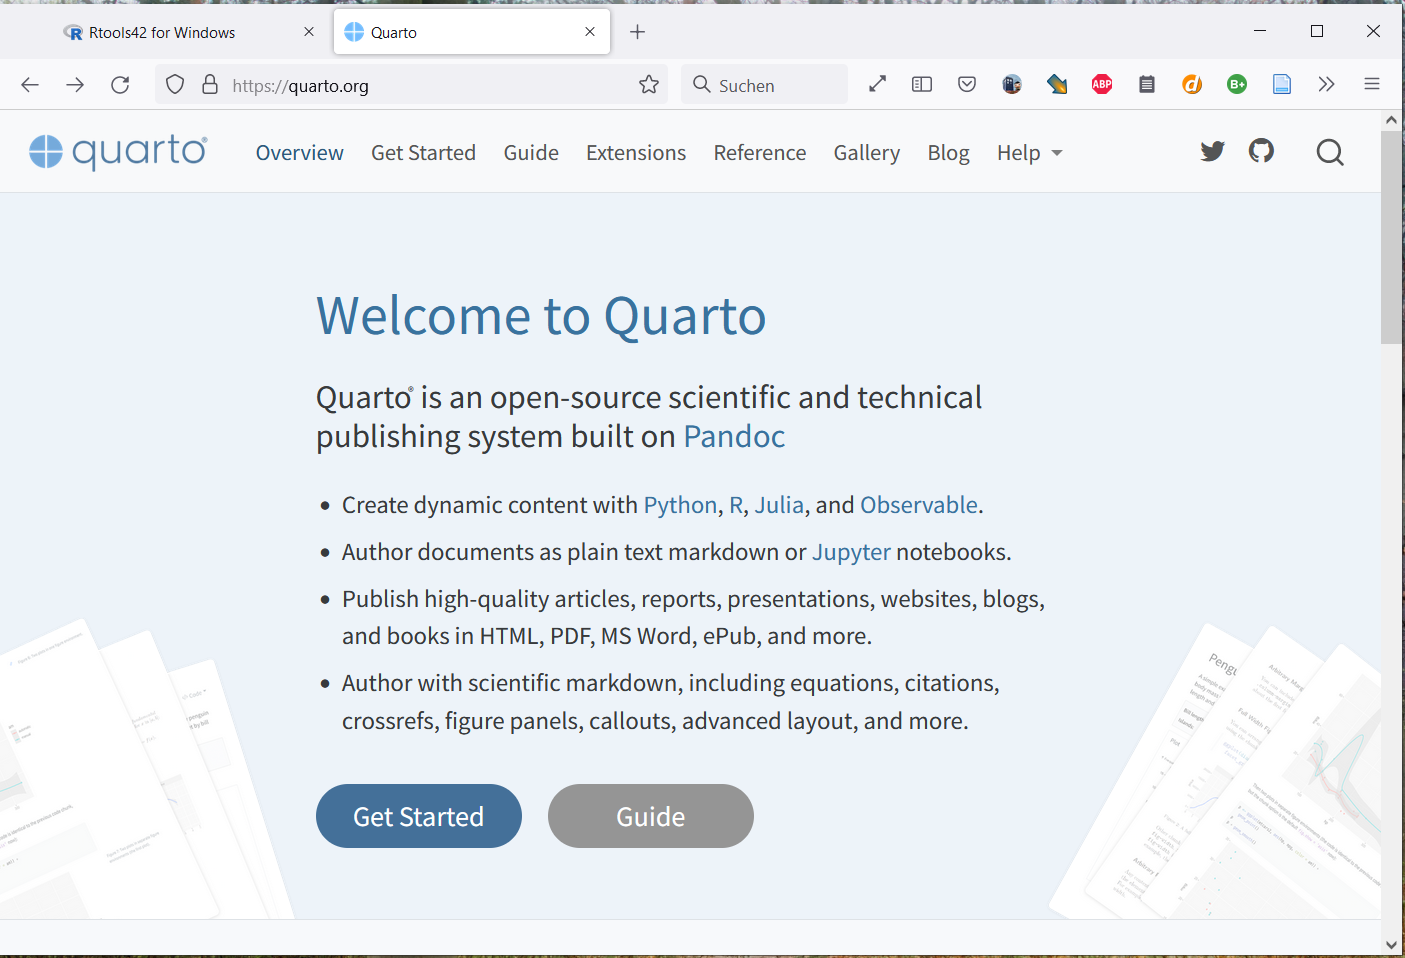 Rtools42 for Windows
Quarto
https://quarto.org
Suchen
ABP
B+
quarto®
Overview Get Started Guide Extensions Reference Gallery Blog Help
Welcome to Quarto
Quarto® is an open-source scientific and technical
publishing system built on Pandoc
• Create dynamic content with Python, R, Julia, and Observable.
• Author documents as plain text markdown or Jupyter notebooks.
• Publish high-quality articles, reports, presentations, websites, blogs,
and books in HTML, PDF, MS Word, ePub, and more.
• Author with scientific markdown, including equations, citations,
crossrefs, figure panels, callouts, advanced layout, and more.
Get Started Guide